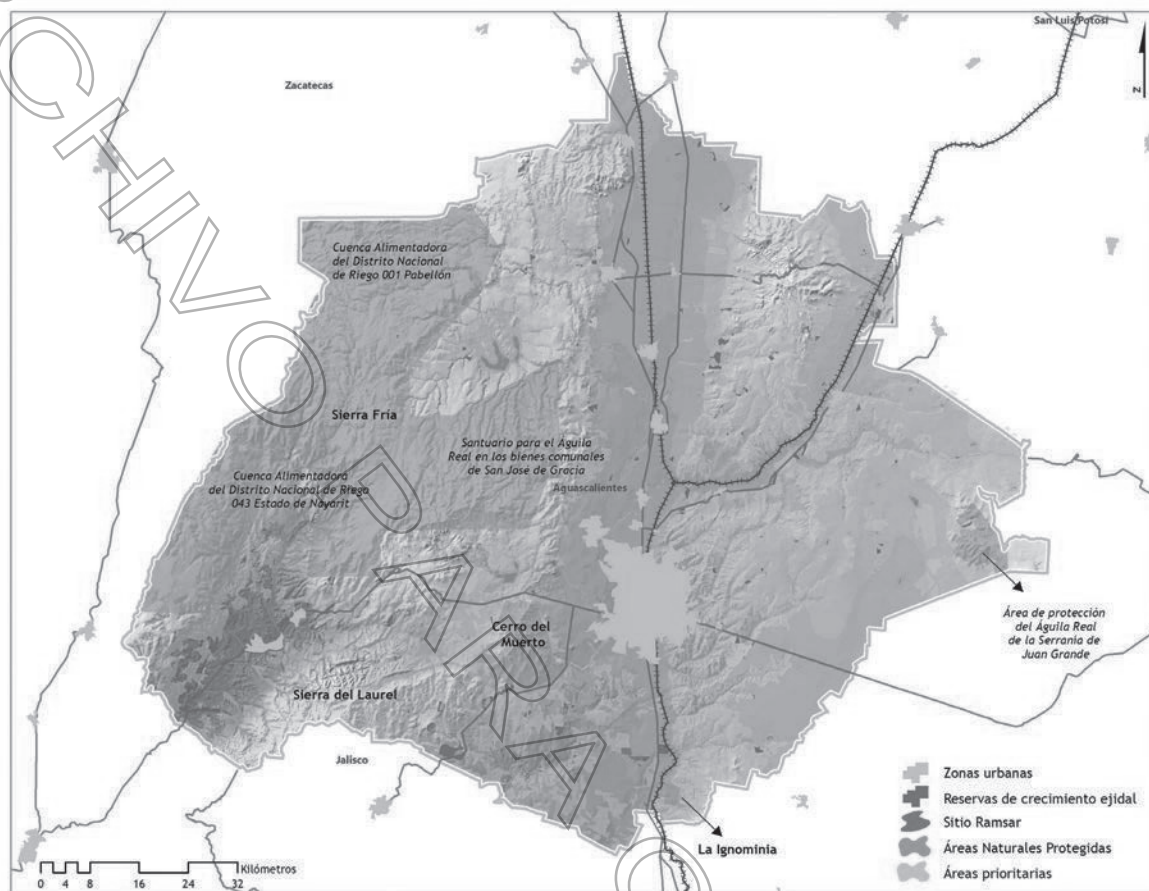 San Luis Potosí
Zacatecas
N
Cuenca Alimentadora
del Distrito Nacional
de Riego 001 Pabellón
Sierra Fría
Santuario para el Águila
Real en los bienes comunales
de San José de Gracia
Cuenca Alimentadora
del Distrito Nacional de Riego
043 Estado de Nayarit
Aguascalientes
Área de protección
del Águila Real
de la Serranía de
Juan Grande
Cerro del
Muerto
Sierra del Laurel
Jalisco
La Ignominia
Zonas urbanas
Reservas de crecimiento ejidal
Sitio Ramsar
Áreas Naturales Protegidas
Áreas prioritarias
0 4 8 16 24 32 Kilómetros
CHIVO PARA